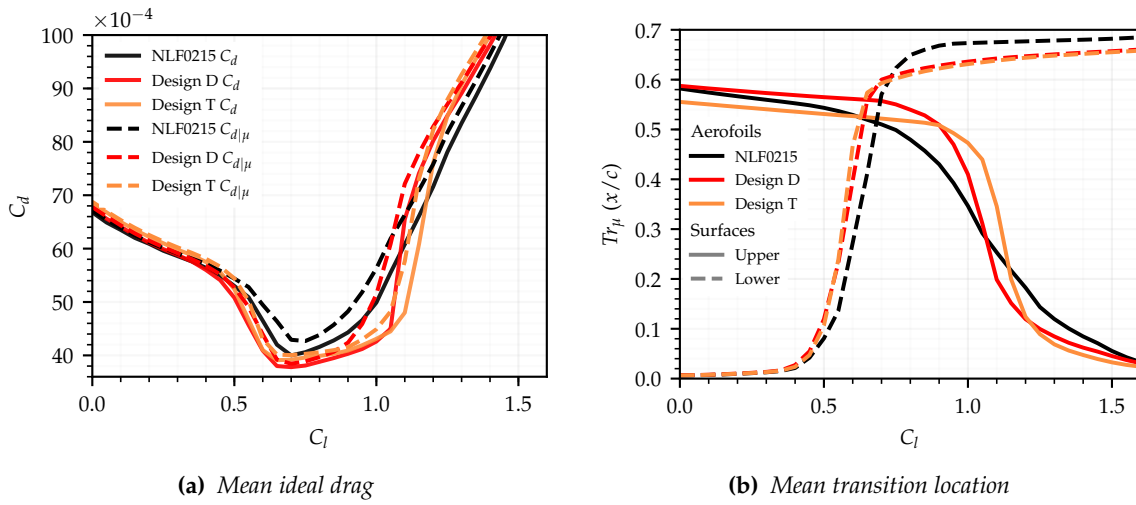 ×10⁻⁴
100
90
80
70
60
50
40
C_d
0.0 0.5 1.0 1.5
C_l
NLF0215 C_d
Design D C_d
Design T C_d
NLF0215 C_{d|μ}
Design D C_{d|μ}
Design T C_{d|μ}
(a) Mean ideal drag
0.7
0.6
0.5
0.4
0.3
0.2
0.1
0.0
Tr_μ (x/c)
0.0 0.5 1.0 1.5
C_l
Aerofoils
NLF0215
Design D
Design T
Surfaces
Upper
Lower
(b) Mean transition location